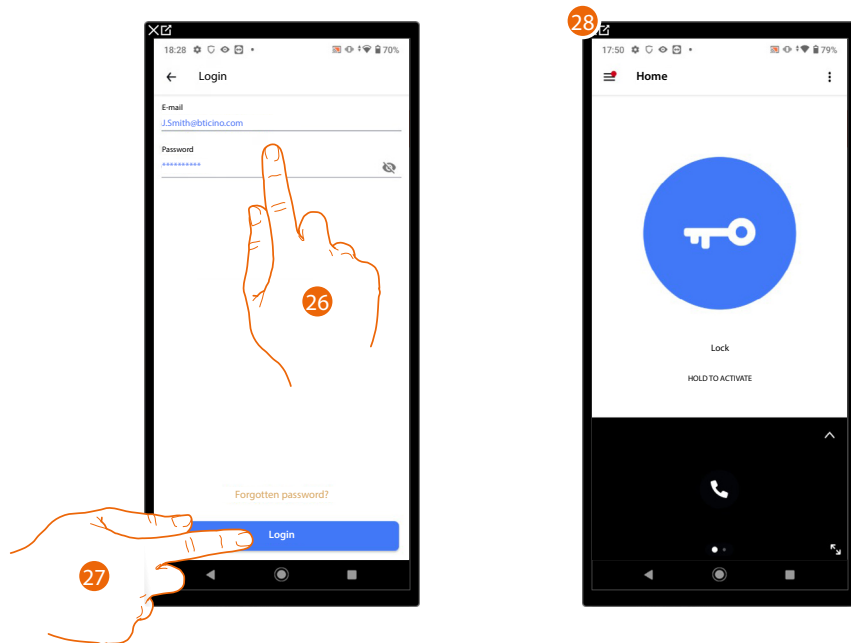 18:28
70%
Login
E-mail
J.Smith@bticino.com
Password
**********
26
Forgotten password?
Login
27
28
17:50
79%
Home
Lock
HOLD TO ACTIVATE